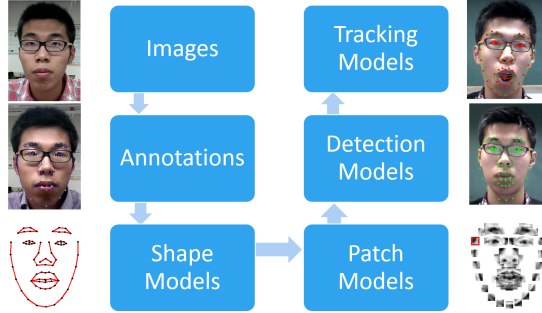 Images
Annotations
Shape
Models
Patch
Models
Detection
Models
Tracking
Models